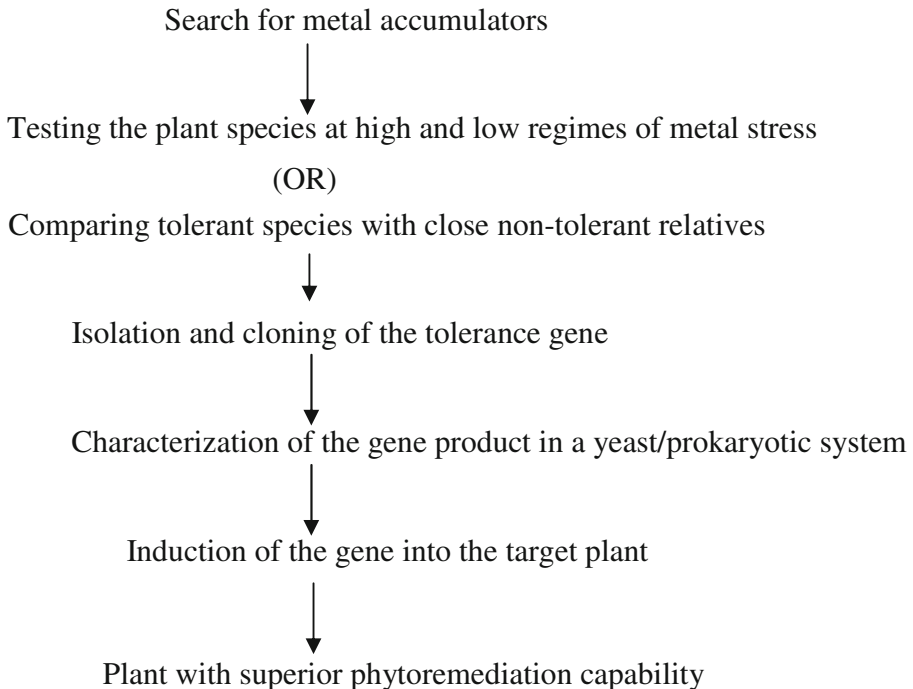 Search for metal accumulators
Testing the plant species at high and low regimes of metal stress
(OR)
Comparing tolerant species with close non-tolerant relatives
Isolation and cloning of the tolerance gene
Characterization of the gene product in a yeast/prokaryotic system
Induction of the gene into the target plant
Plant with superior phytoremediation capability